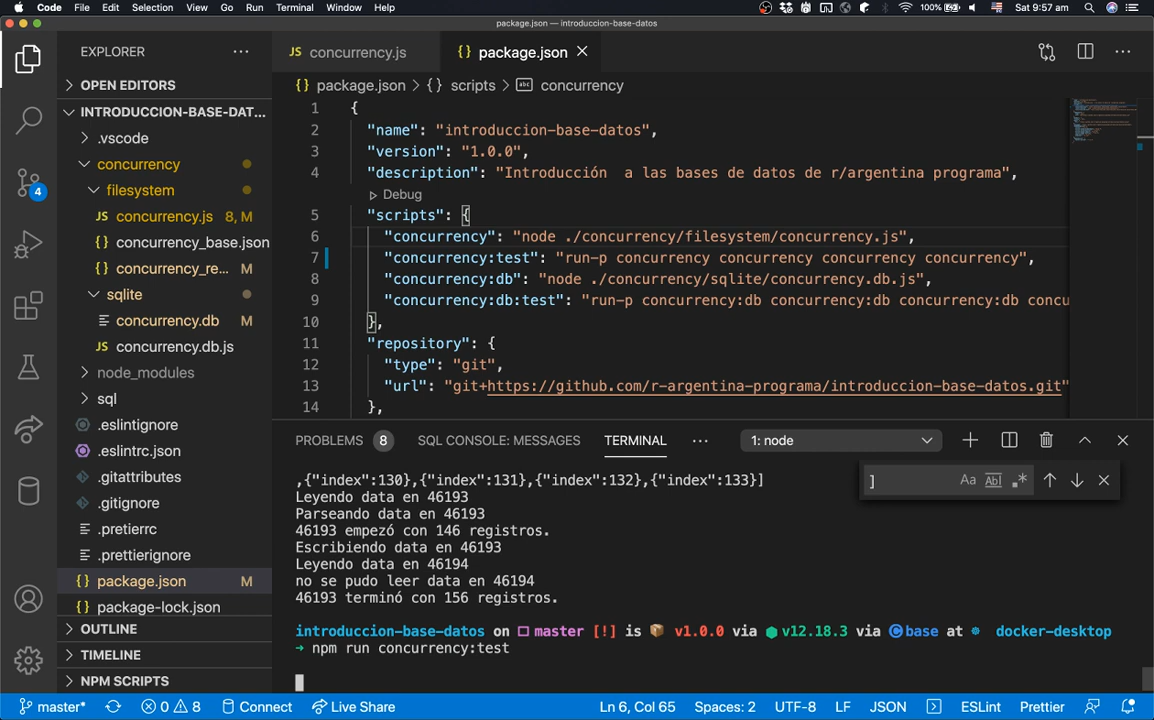 Code File Edit Selection View Go Run Terminal Window Help 100% Sat 9:57 am
package.json — introduccion-base-datos
EXPLORER
JS concurrency.js
{} package.json
{} package.json > {} scripts > abc concurrency
OPEN EDITORS
INTRODUCCION-BASE-DAT...
.vscode
concurrency
filesystem
JS concurrency.js 8, M
{} concurrency_base.json
{} concurrency_re... M
sqlite
concurrency.db M
JS concurrency.db.js
node_modules
sql
.eslintignore
.eslintrc.json
.gitattributes
.gitignore
.pretierrc
.prettierignore
{} package.json M
{} package-lock.json
OUTLINE
TIMELINE
NPM SCRIPTS
4
1 {
2 "name": "introduccion-base-datos",
3 "version": "1.0.0",
4 "description": "Introducción  a las bases de datos de r/argentina programa",
Debug
5 "scripts": {
6 "concurrency": "node ./concurrency/filesystem/concurrency.js",
7 "concurrency:test": "run-p concurrency concurrency concurrency concurrency",
8 "concurrency:db": "node ./concurrency/sqlite/concurrency.db.js",
9 "concurrency:db:test": "run-p concurrency:db concurrency:db concurrency:db concu
10 },
11 "repository": {
12 "type": "git",
13 "url": "git+https://github.com/r-argentina-programa/introduccion-base-datos.git"
14 },
PROBLEMS 8 SQL CONSOLE: MESSAGES TERMINAL ... 1: node
] Aa Abl .*
,{"index":130},{"index":131},{"index":132},{"index":133}]
Leyendo data en 46193
Parseando data en 46193
46193 empezó con 146 registros.
Escribiendo data en 46193
Leyendo data en 46194
no se pudo leer data en 46194
46193 terminó con 156 registros.
introduccion-base-datos on master [!] is v1.0.0 via v12.18.3 via base at docker-desktop
→ npm run concurrency:test
master* 0 8 Connect Live Share Ln 6, Col 65 Spaces: 2 UTF-8 LF JSON ESLint Prettier